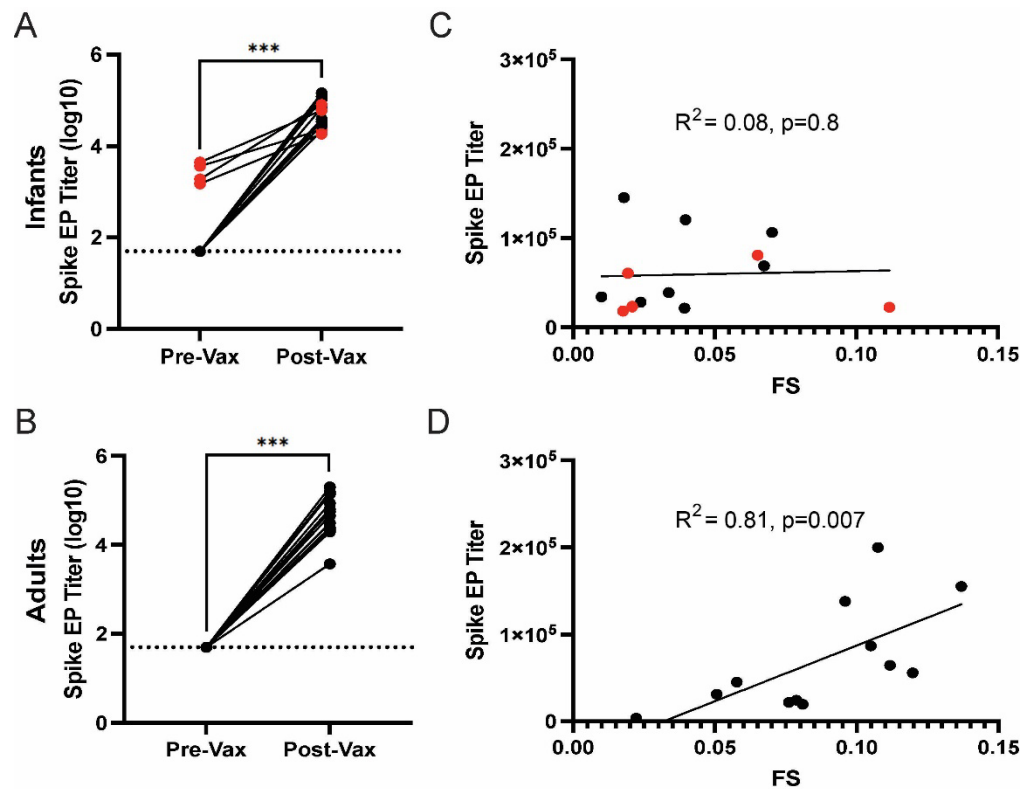 A
Infants
Spike EP Titer (log10)
6
4
2
0
***
Pre-Vax
Post-Vax
C
Spike EP Titer
3×10⁵
2×10⁵
1×10⁵
0
R² = 0.08, p=0.8
0.00
0.05
0.10
0.15
FS
B
Adults
Spike EP Titer (log10)
6
4
2
0
***
Pre-Vax
Post-Vax
D
Spike EP Titer
3×10⁵
2×10⁵
1×10⁵
0
R² = 0.81, p=0.007
0.00
0.05
0.10
0.15
FS